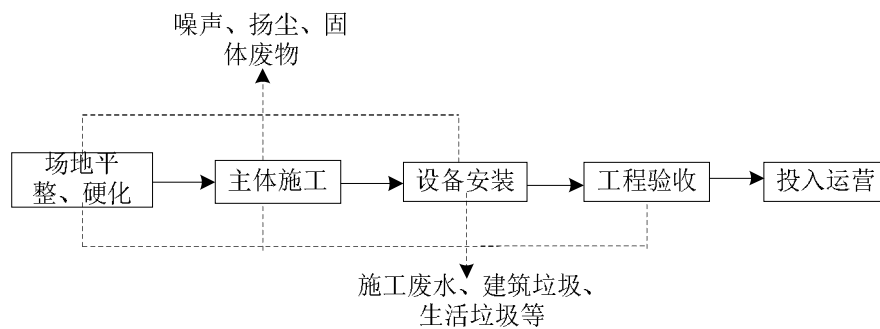 噪声、扬尘、固
体废物
场地平
整、硬化
主体施工
设备安装
工程验收
投入运营
施工废水、建筑垃圾、
生活垃圾等